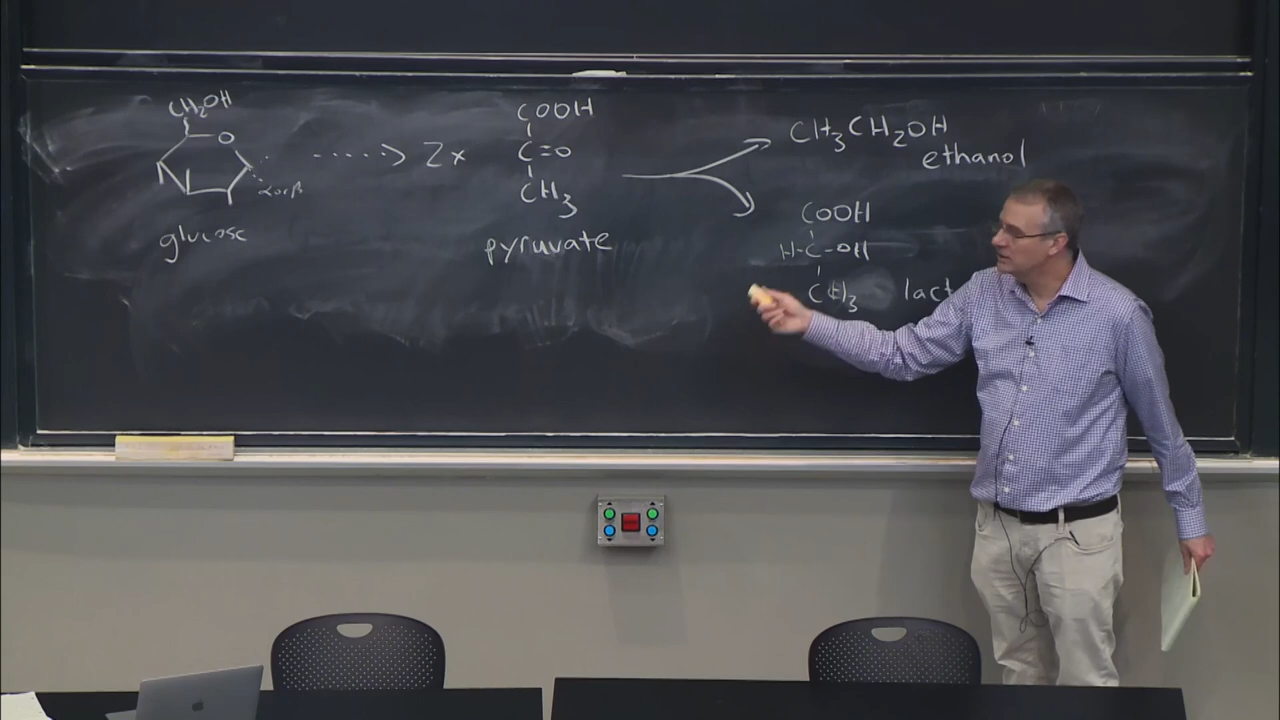 CH₂OH
O
α or β
glucose
2x
COOH
C=O
CH₃
pyruvate
CH₃CH₂OH
ethanol
COOH
H-C-OH
CH₃ lact